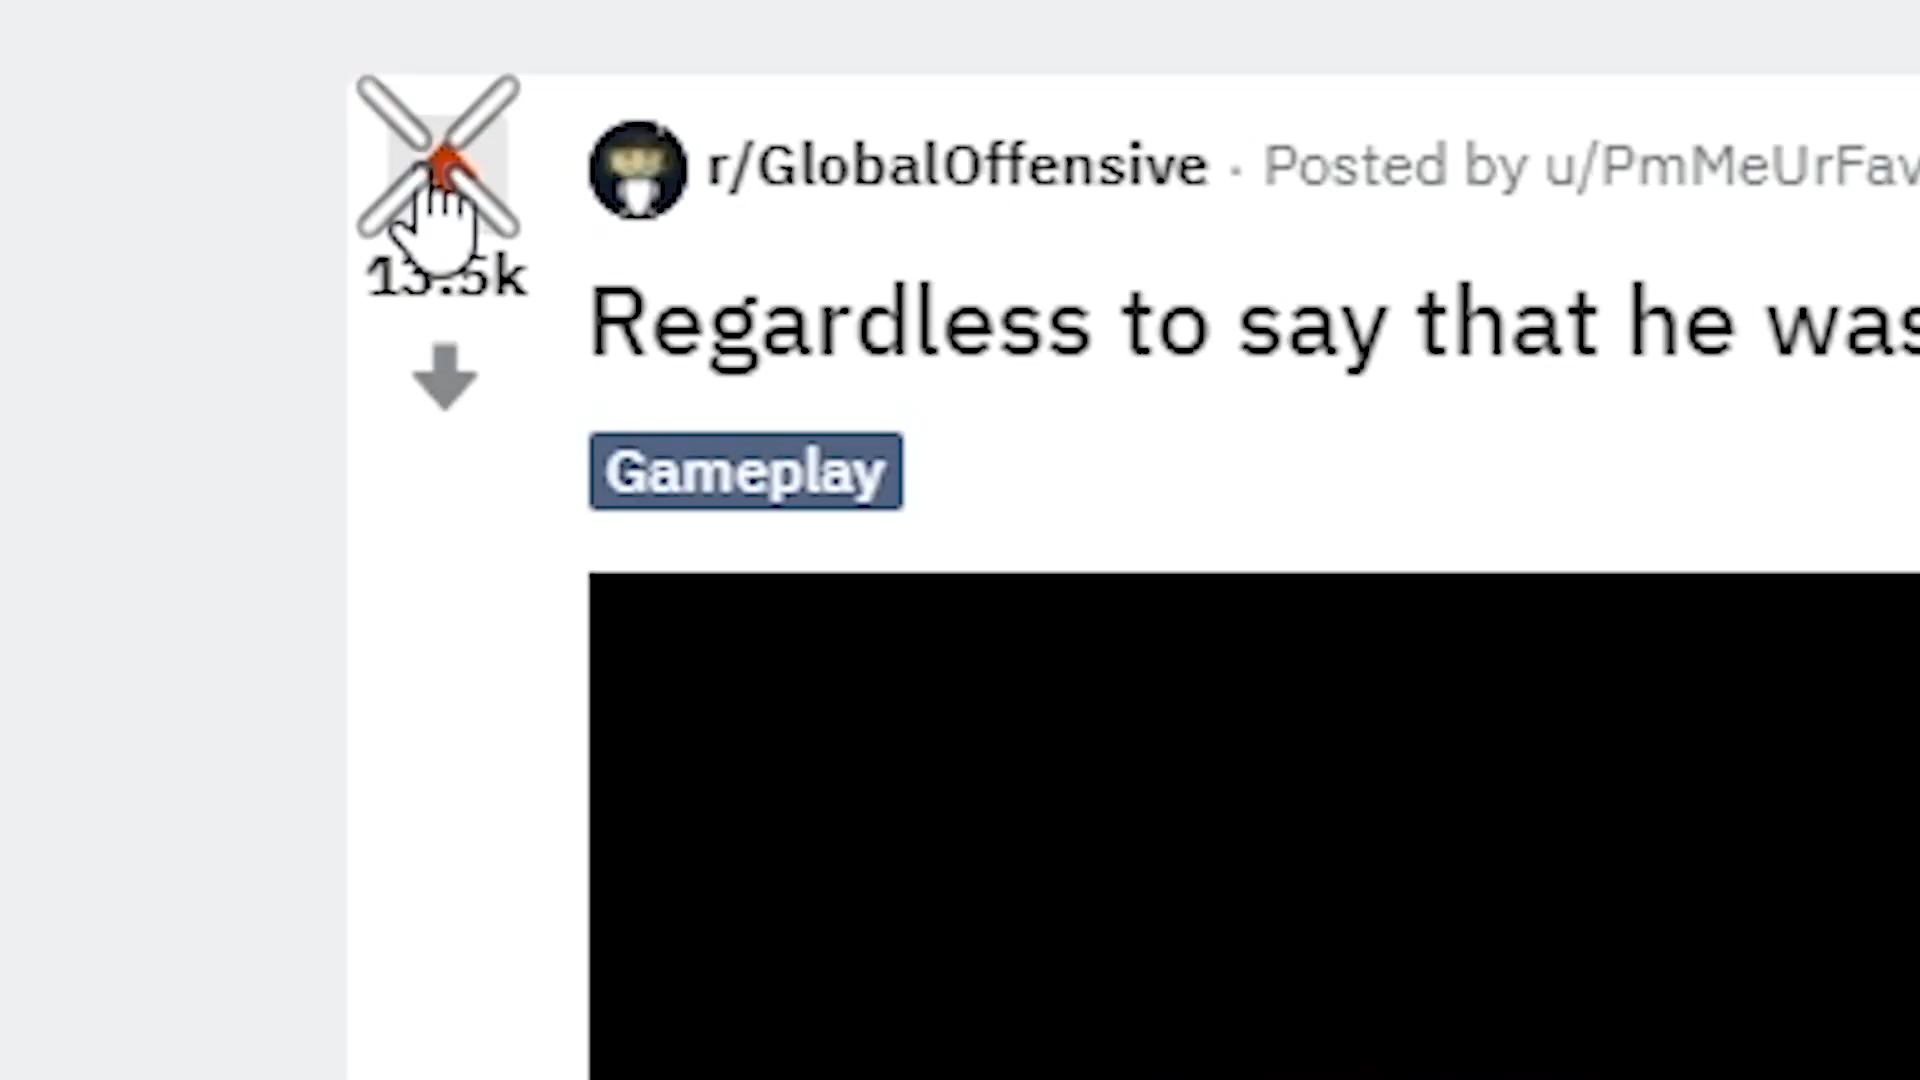 r/GlobalOffensive · Posted by u/PmMeUrFav
13.5k
Regardless to say that he was
Gameplay